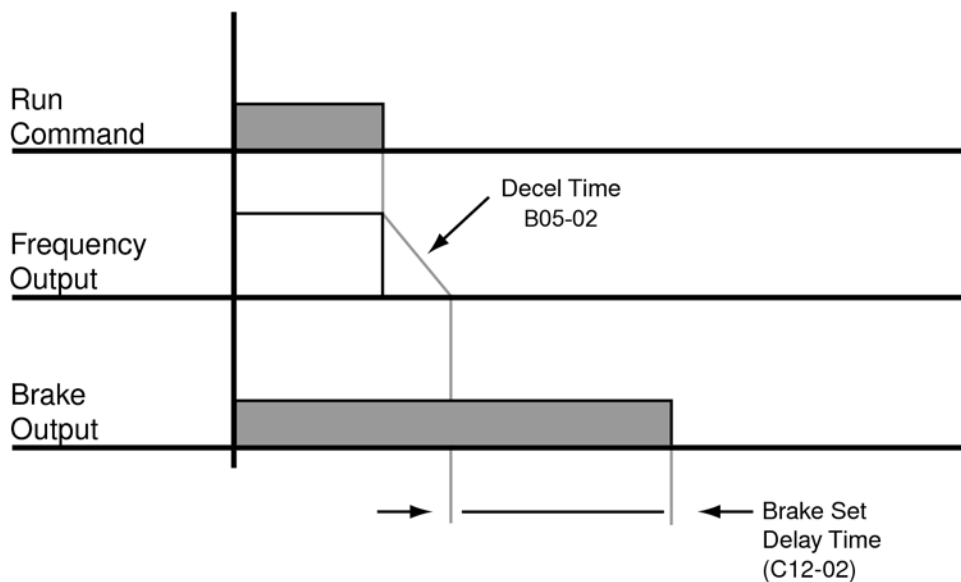 Run
Command
Decel Time
B05-02
Frequency
Output
Brake
Output
Brake Set
Delay Time
(C12-02)